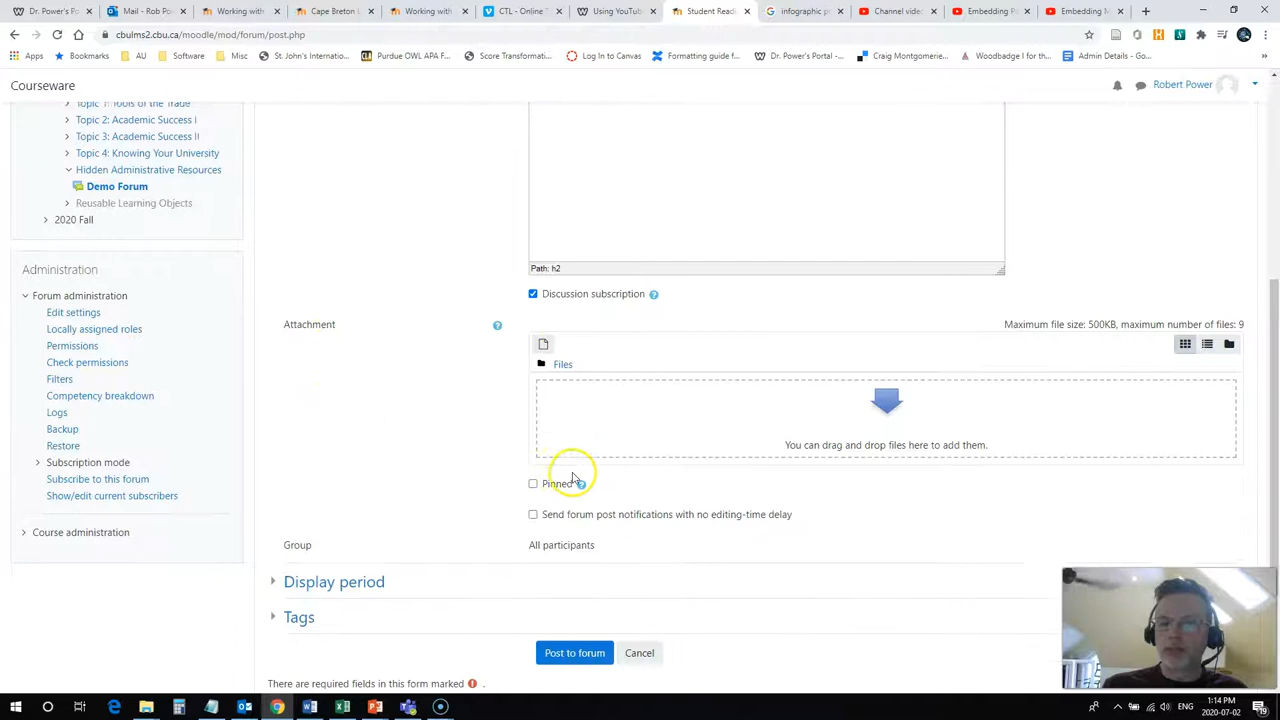 Dr. Power's P
Mail - Rob Po
Working with
Cape Breton L
Working with
CTL - Online T
Using YouTub
Student Read
infographic pr
Channel video
Embedding Po
Embedding M
cbulms2.cbu.ca/moodle/mod/forum/post.php
Apps
Bookmarks
AU
Software
Misc
St. John's Internatio...
Purdue OWL APA F...
Score Transformatio...
Log In to Canvas
Formatting guide f...
Dr. Power's Portal -...
Craig Montgomerie...
Woodbadge I for th...
Admin Details - Go...
Courseware
Robert Power
Topic 1: Tools of the Trade
Topic 2: Academic Success I
Topic 3: Academic Success II
Topic 4: Knowing Your University
Hidden Administrative Resources
Demo Forum
Reusable Learning Objects
2020 Fall
Administration
Forum administration
Edit settings
Locally assigned roles
Permissions
Check permissions
Filters
Competency breakdown
Logs
Backup
Restore
Subscription mode
Subscribe to this forum
Show/edit current subscribers
Course administration
Path: h2
Discussion subscription
Attachment
Maximum file size: 500KB, maximum number of files: 9
Files
You can drag and drop files here to add them.
Pinned
Send forum post notifications with no editing-time delay
Group
All participants
Display period
Tags
Post to forum
Cancel
There are required fields in this form marked .
ENG
1:14 PM
2020-07-02